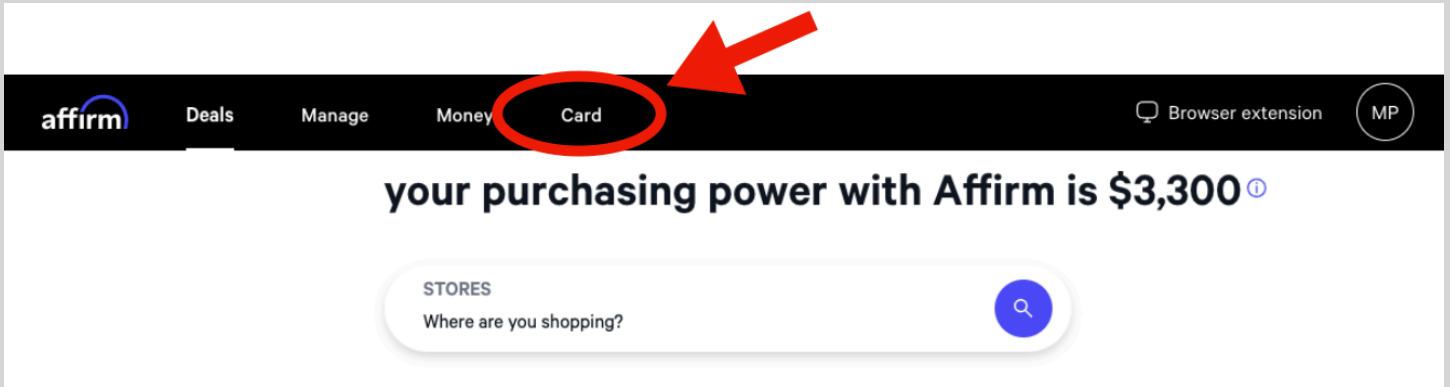 affirm Deals Manage Money Card Browser extension MP
your purchasing power with Affirm is $3,300
STORES
Where are you shopping?